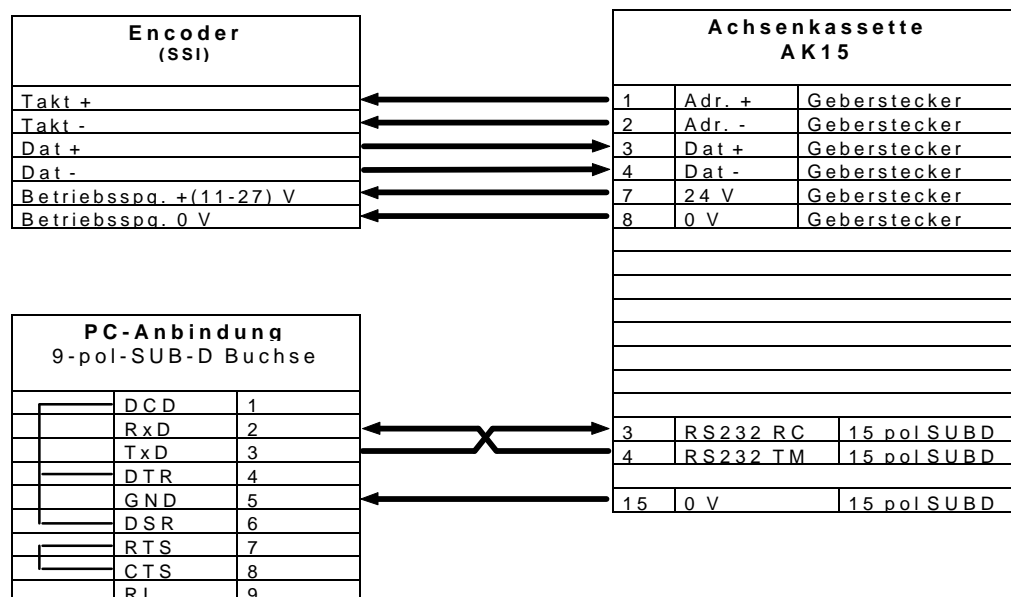 Encoder
(SSI)
Takt +
Takt -
Dat +
Dat -
Betriebsspg. +(11-27) V
Betriebsspg. 0 V
Achsenkassette
AK15
1 Adr. + Geberstecker
2 Adr. - Geberstecker
3 Dat + Geberstecker
4 Dat - Geberstecker
7 24 V Geberstecker
8 0 V Geberstecker
3 RS232 RC 15 pol SUBD
4 RS232 TM 15 pol SUBD
15 0 V 15 pol SUBD
PC-Anbindung
9-pol-SUB-D Buchse
DCD 1
RxD 2
TxD 3
DTR 4
GND 5
DSR 6
RTS 7
CTS 8
RI 9